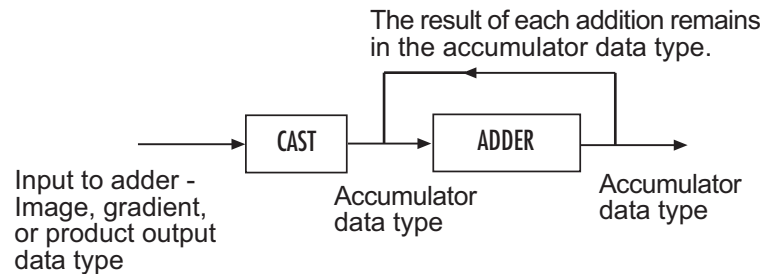 The result of each addition remains
in the accumulator data type.
CAST
ADDER
Input to adder -
Image, gradient,
or product output
data type
Accumulator
data type
Accumulator
data type